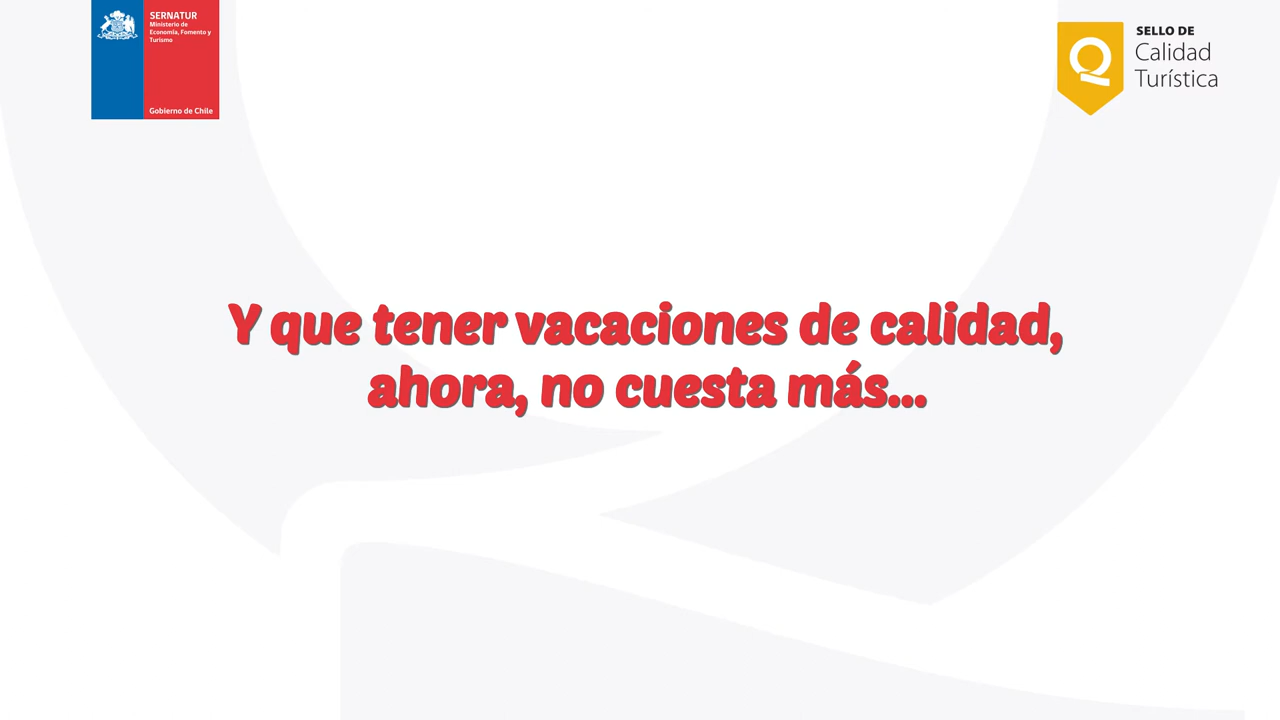 SERNATUR
Ministerio de
Economía, Fomento y
Turismo
Gobierno de Chile
SELLO DE
Calidad
Turística
Y que tener vacaciones de calidad,
ahora, no cuesta más...